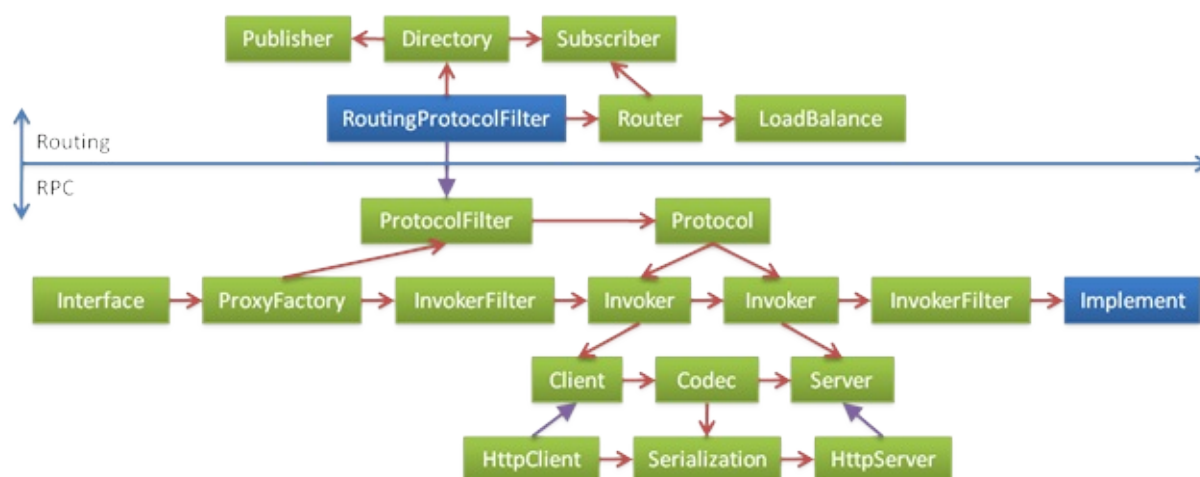 Publisher
Directory
Subscriber
RoutingProtocolFilter
Router
LoadBalance
Routing
RPC
ProtocolFilter
Protocol
Interface
ProxyFactory
InvokerFilter
Invoker
Invoker
InvokerFilter
Implement
Client
Codec
Server
HttpClient
Serialization
HttpServer